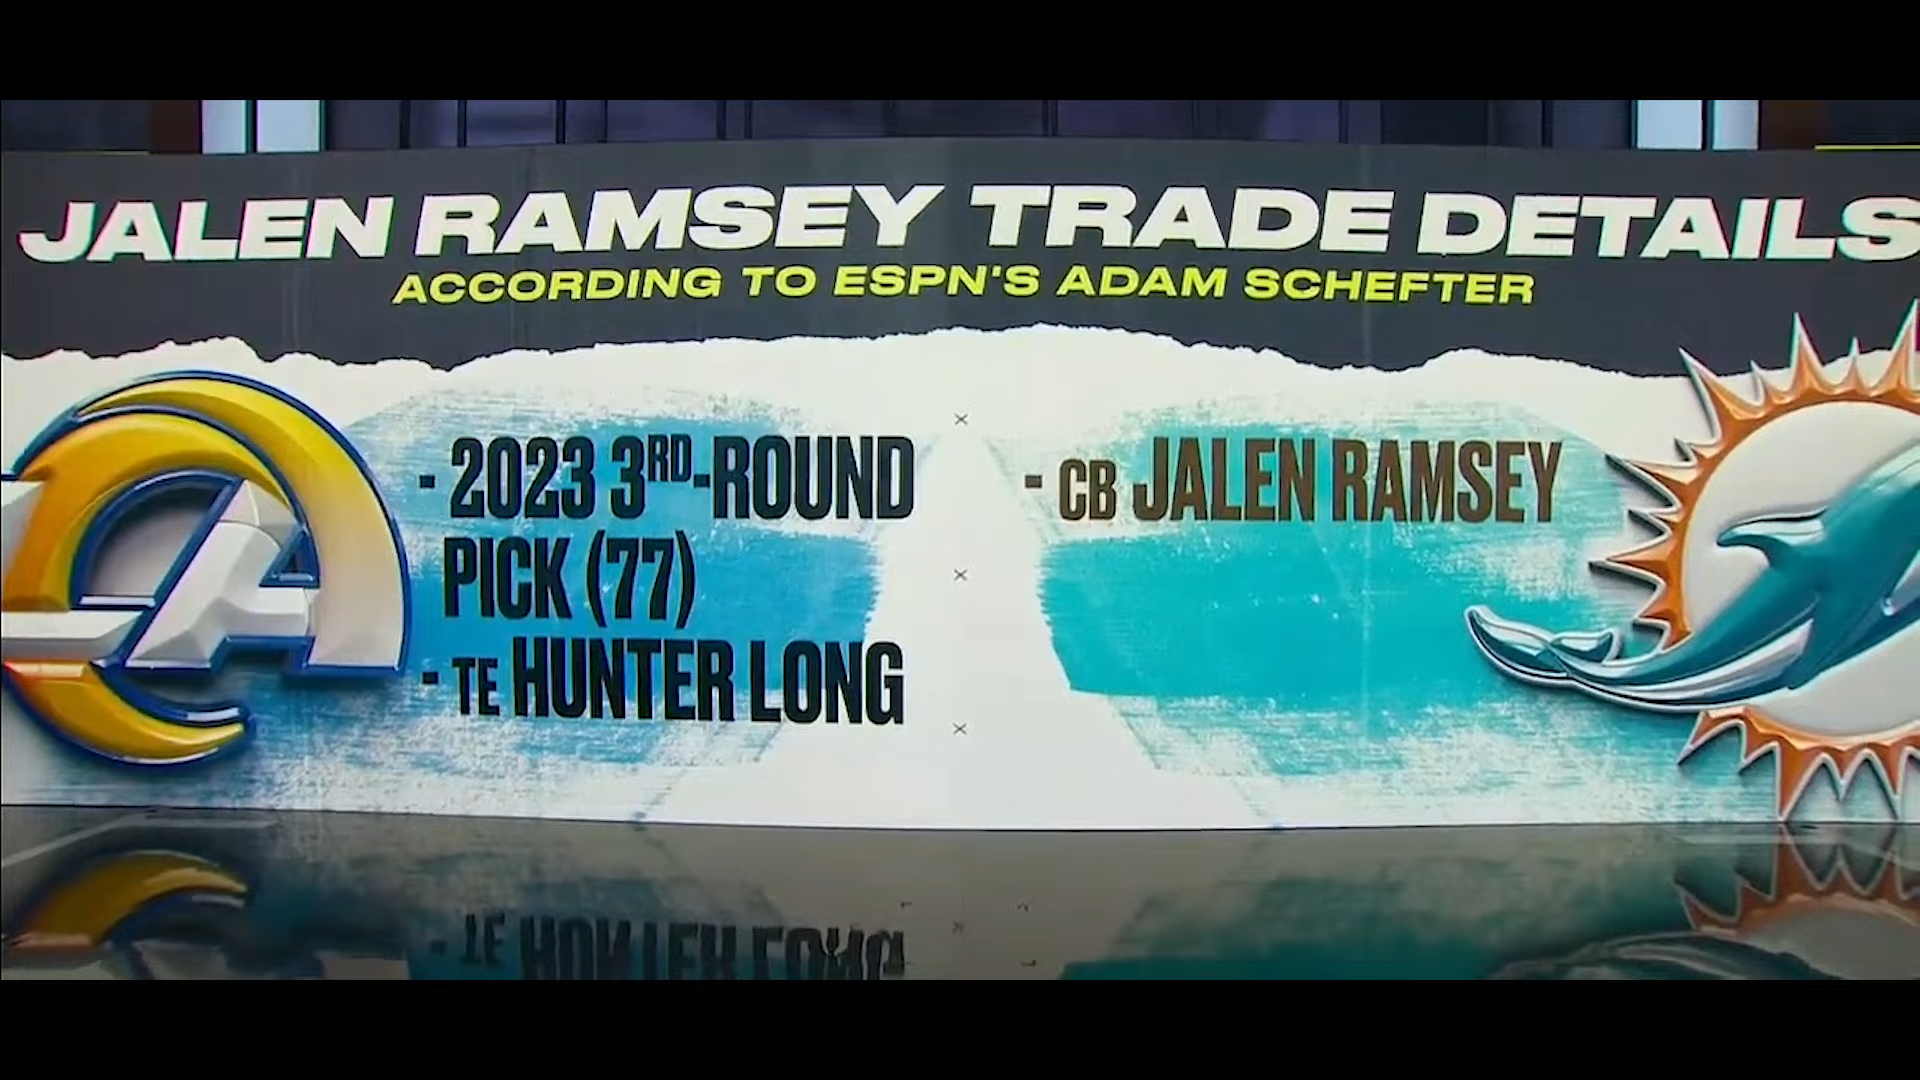 JALEN RAMSEY TRADE DETAILS
ACCORDING TO ESPN'S ADAM SCHEFTER
- 2023 3RD-ROUND
PICK (77)
- TE HUNTER LONG
- CB JALEN RAMSEY
LA